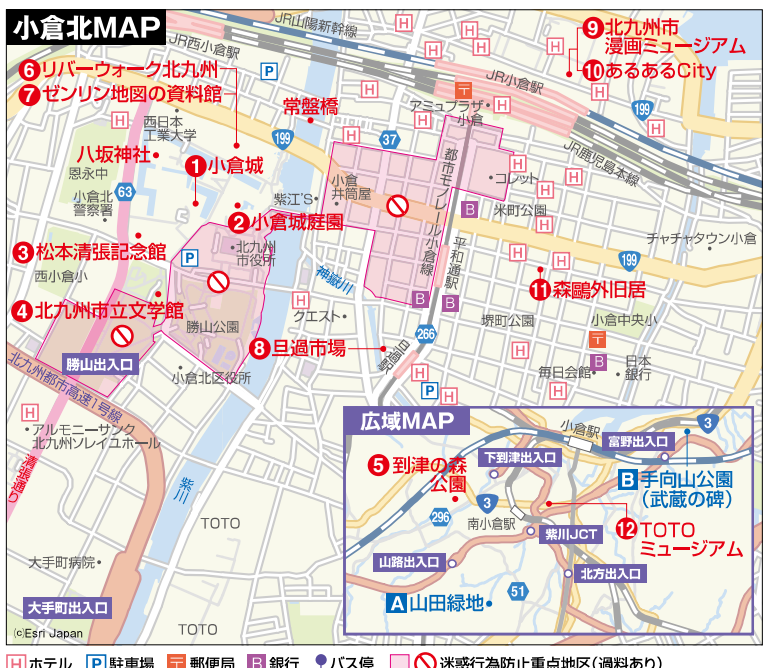 小倉北MAP
JR山陽新幹線
JR西小倉駅
⑥リバーウォーク北九州
⑦ゼンリン地図の資料館
P
H
⑨北九州市
漫画ミュージアム
⑩あるあるCity
JR小倉駅
アミュプラザ
小倉
JR鹿児島本線
常盤橋
西日本
工業大学
199
37
199
八坂神社
恩永中
①小倉城
小倉北
警察署
63
紫江'S
小倉
井筒屋
都市モノレール小倉線
コレット
B
米町公園
②小倉城庭園
③松本清張記念館
P
北九州
市役所
平和通駅
チャチャタウン小倉
199
西小倉小
神嶽川
⑪森鷗外旧居
④北九州市立文学館
勝山公園
クエスト
B
B
堺町公園
小倉中央小
266
⑧旦過市場
旦過駅
勝山出入口
小倉北区役所
毎日会館
B
日本
銀行
P
北九州都市高速1号線
アルモニーサンク
北九州ソレイユホール
清張通り
紫川
TOTO
大手町病院
大手町出入口
TOTO
(c)Esri Japan
広域MAP
小倉駅
富野出入口
3
下到津出入口
⑤到津の森
公園
B 手向山公園
(武蔵の碑)
3
296
南小倉駅
紫川JCT
⑫TOTO
ミュージアム
山路出入口
北方出入口
A 山田緑地
51
H ホテル P 駐車場 〒 郵便局 B 銀行 バス停 迷惑行為防止重点地区(過料あり)